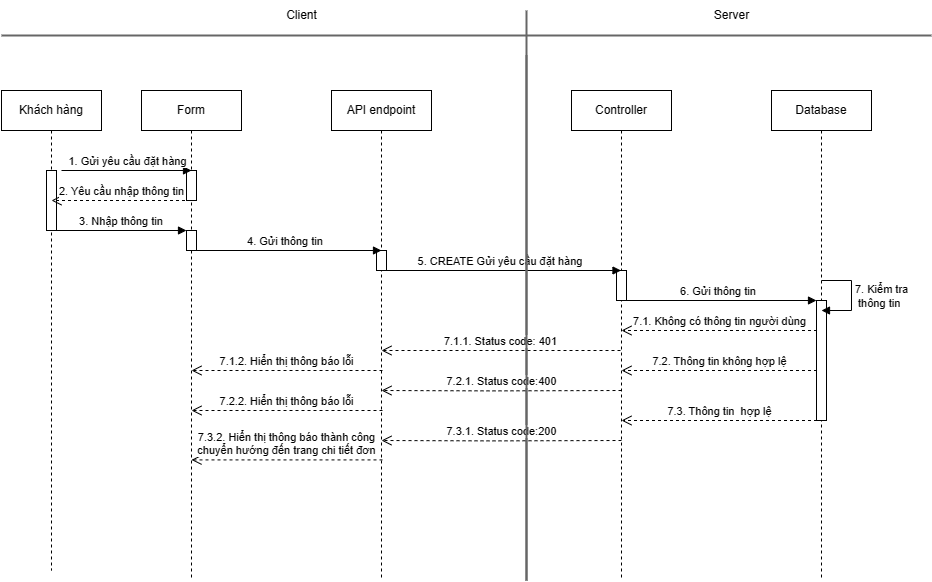 Client
Server
Khách hàng
Form
API endpoint
Controller
Database
1. Gửi yêu cầu đặt hàng
2. Yêu cầu nhập thông tin
3. Nhập thông tin
4. Gửi thông tin
5. CREATE Gửi yêu cầu đặt hàng
6. Gửi thông tin
7. Kiểm tra
thông tin
7.1. Không có thông tin người dùng
7.1.1. Status code: 401
7.1.2. Hiển thị thông báo lỗi
7.2. Thông tin không hợp lệ
7.2.1. Status code:400
7.2.2. Hiển thị thông báo lỗi
7.3. Thông tin hợp lệ
7.3.1. Status code:200
7.3.2. Hiển thị thông báo thành công
chuyển hướng đến trang chi tiết đơn